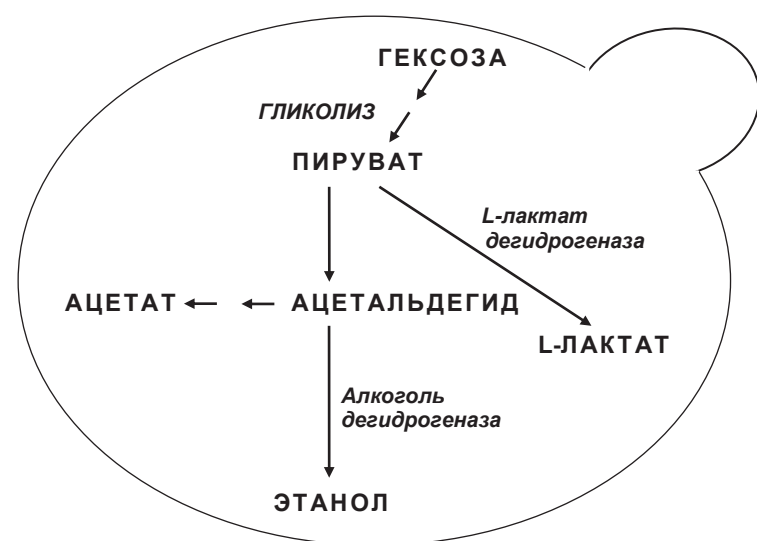 ГЕКСОЗА
ГЛИКОЛИЗ
ПИРУВАТ
L-лактат
дегидрогеназа
АЦЕТАТ
АЦЕТАЛЬДЕГИД
L-ЛАКТАТ
Алкоголь
дегидрогеназа
ЭТАНОЛ